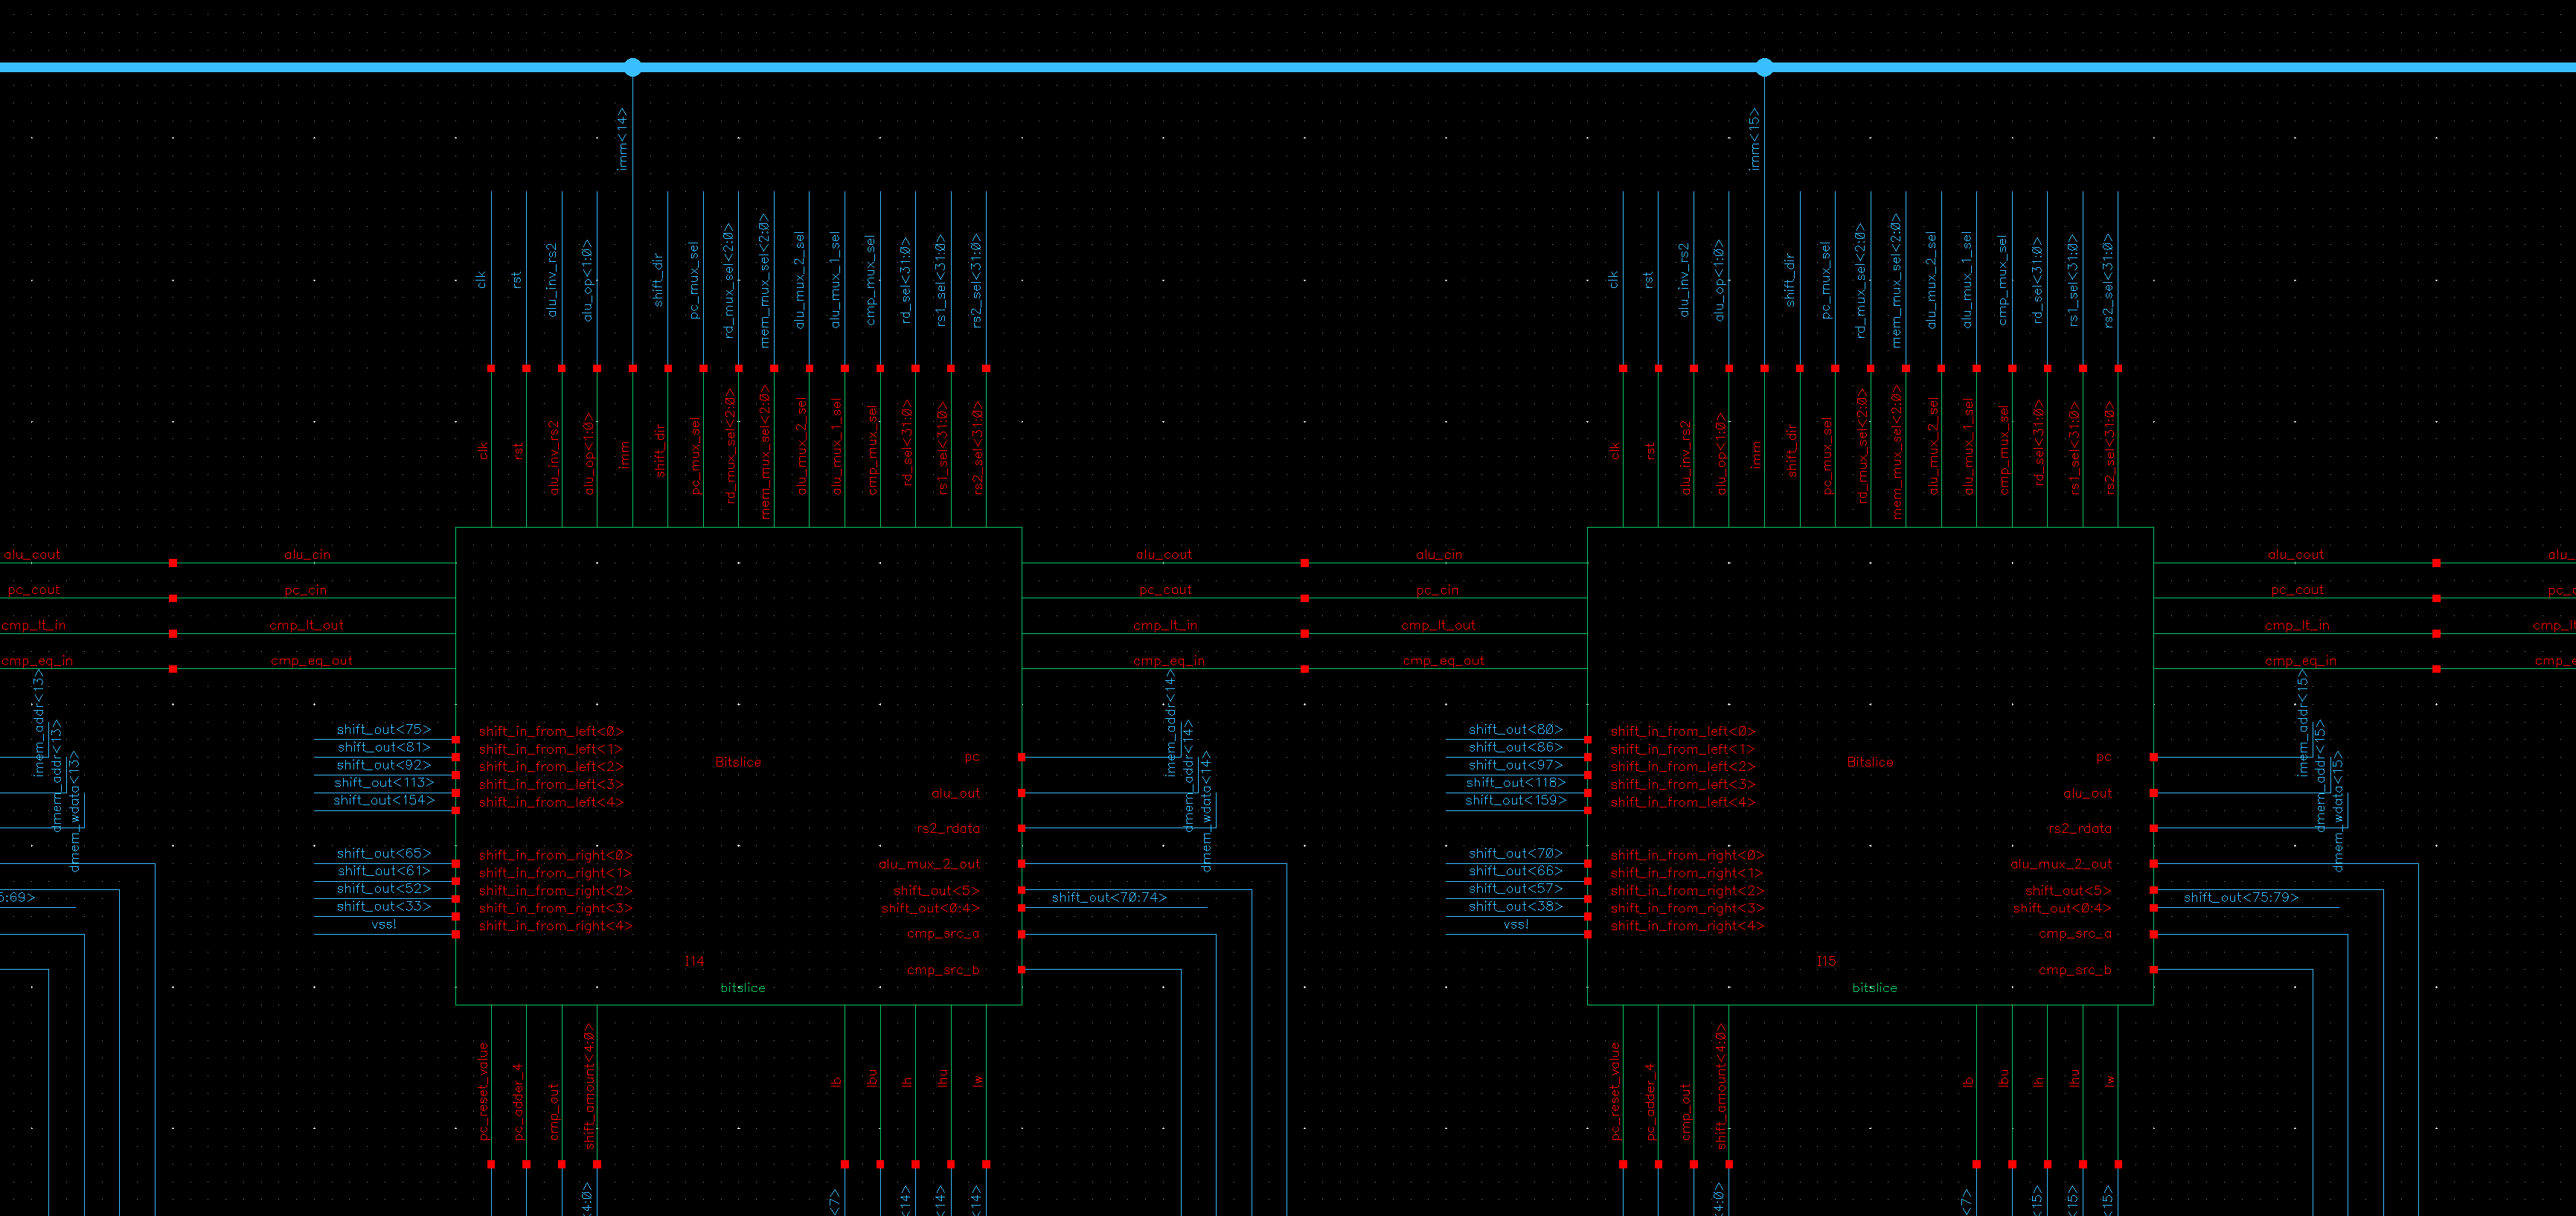 imm<14>
imm<15>
clk
rst
alu_inv_rs2
alu_op<1:0>
shift_dir
pc_mux_sel
rd_mux_sel<2:0>
mem_mux_sel<2:0>
alu_mux_2_sel
alu_mux_1_sel
cmp_mux_sel
rd_sel<31:0>
rs1_sel<31:0>
rs2_sel<31:0>
clk
rst
alu_inv_rs2
alu_op<1:0>
shift_dir
pc_mux_sel
rd_mux_sel<2:0>
mem_mux_sel<2:0>
alu_mux_2_sel
alu_mux_1_sel
cmp_mux_sel
rd_sel<31:0>
rs1_sel<31:0>
rs2_sel<31:0>
clk
rst
alu_inv_rs2
alu_op<1:0>
imm
shift_dir
pc_mux_sel
rd_mux_sel<2:0>
mem_mux_sel<2:0>
alu_mux_2_sel
alu_mux_1_sel
cmp_mux_sel
rd_sel<31:0>
rs1_sel<31:0>
rs2_sel<31:0>
clk
rst
alu_inv_rs2
alu_op<1:0>
imm
shift_dir
pc_mux_sel
rd_mux_sel<2:0>
mem_mux_sel<2:0>
alu_mux_2_sel
alu_mux_1_sel
cmp_mux_sel
rd_sel<31:0>
rs1_sel<31:0>
rs2_sel<31:0>
alu_cout alu_cin alu_cout alu_cin alu_cout alu_
pc_cout pc_cin pc_cout pc_cin pc_cout pc_c
cmp_lt_in cmp_lt_out cmp_lt_in cmp_lt_out cmp_lt_in cmp_lt
cmp_eq_in cmp_eq_out cmp_eq_in cmp_eq_out cmp_eq_in cmp_e
imem_addr<13>
dmem_addr<13>
dmem_wdata<13>
5:69>
shift_out<75> shift_in_from_left<0>
shift_out<81> shift_in_from_left<1>
shift_out<92> shift_in_from_left<2>
shift_out<113> shift_in_from_left<3>
shift_out<154> shift_in_from_left<4>
shift_out<65> shift_in_from_right<0>
shift_out<61> shift_in_from_right<1>
shift_out<52> shift_in_from_right<2>
shift_out<33> shift_in_from_right<3>
vss! shift_in_from_right<4>
Bitslice
I14
bitslice
pc
alu_out
rs2_rdata
alu_mux_2_out
shift_out<5>
shift_out<0:4>
cmp_src_a
cmp_src_b
imem_addr<14>
dmem_addr<14>
dmem_wdata<14>
shift_out<70:74>
shift_out<80> shift_in_from_left<0>
shift_out<86> shift_in_from_left<1>
shift_out<97> shift_in_from_left<2>
shift_out<118> shift_in_from_left<3>
shift_out<159> shift_in_from_left<4>
shift_out<70> shift_in_from_right<0>
shift_out<66> shift_in_from_right<1>
shift_out<57> shift_in_from_right<2>
shift_out<38> shift_in_from_right<3>
vss! shift_in_from_right<4>
Bitslice
I15
bitslice
pc
alu_out
rs2_rdata
alu_mux_2_out
shift_out<5>
shift_out<0:4>
cmp_src_a
cmp_src_b
imem_addr<15>
dmem_addr<15>
dmem_wdata<15>
shift_out<75:79>
pc_reset_value
pc_adder_4
cmp_out
shift_amount<4:0>
lb
lbu
lh
lhu
lw
pc_reset_value
pc_adder_4
cmp_out
shift_amount<4:0>
lb
lbu
lh
lhu
lw
<4:0>
<7>
<14>
<14>
<14>
<4:0>
<7>
<15>
<15>
<15>